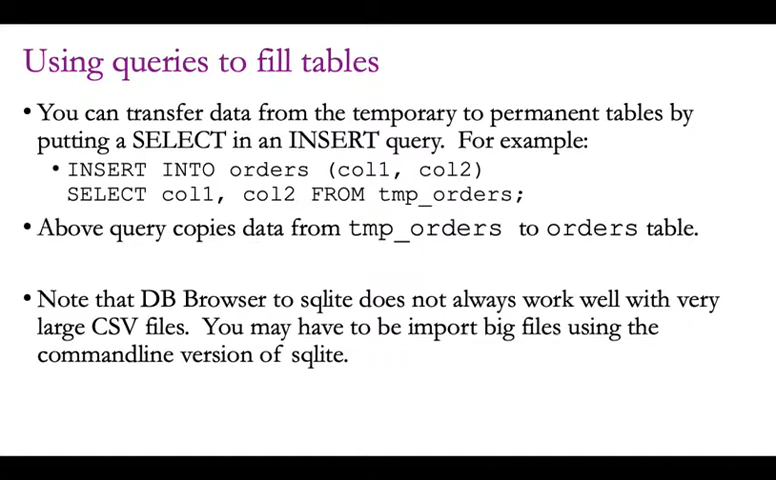 Using queries to fill tables
• You can transfer data from the temporary to permanent tables by
putting a SELECT in an INSERT query.  For example:
• INSERT INTO orders (col1, col2)
SELECT col1, col2 FROM tmp_orders;
• Above query copies data from tmp_orders to orders table.
• Note that DB Browser to sqlite does not always work well with very
large CSV files.  You may have to be import big files using the
commandline version of sqlite.